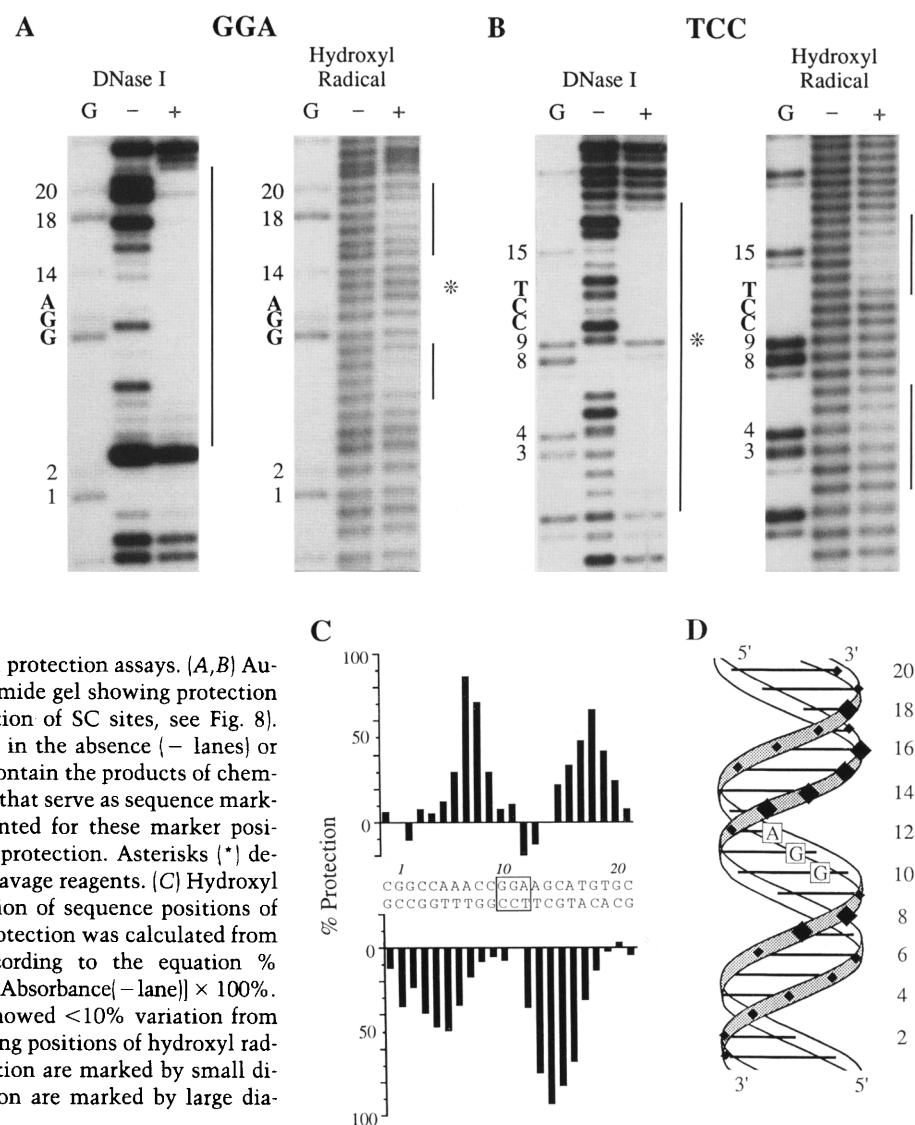 A GGA
DNase I
G − +
Hydroxyl
Radical
G − +
20
18
14
A
G
G
2
1
20
18
14
A
G
G
2
1
*
B TCC
DNase I
G − +
Hydroxyl
Radical
G − +
15
T
C
C
9
8
4
3
*
15
T
C
C
9
8
4
3
protection assays. (A,B) Au-
mide gel showing protection
tion of SC sites, see Fig. 8).
in the absence (− lanes) or
ontain the products of chem-
that serve as sequence mark-
nted for these marker posi-
protection. Asterisks (*) de-
avage reagents. (C) Hydroxyl
ion of sequence positions of
otection was calculated from
cording to the equation %
Absorbance(−lane)] × 100%.
howed <10% variation from
ng positions of hydroxyl rad-
tion are marked by small di-
on are marked by large dia-
C
% Protection
100
50
0
1 10 20
CGGCCAAACCGGAAGCATGTGC
GCCGGTTTGGCCTTCGTACACG
0
50
100
D
5' 3'
20
18
16
14
12
10
8
6
4
2
A
G
G
3' 5'